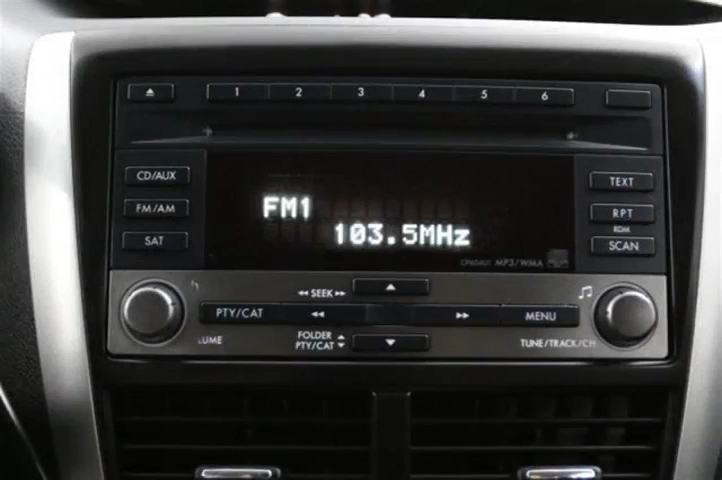 1 2 3 4 5 6
CD/AUX
TEXT
FM/AM
FM1
RPT
RDM
SAT
103.5MHz
SCAN
MP3/WMA
SEEK
PTY/CAT
MENU
FOLDER
PTY/CAT
LUME
TUNE/TRACK/CH